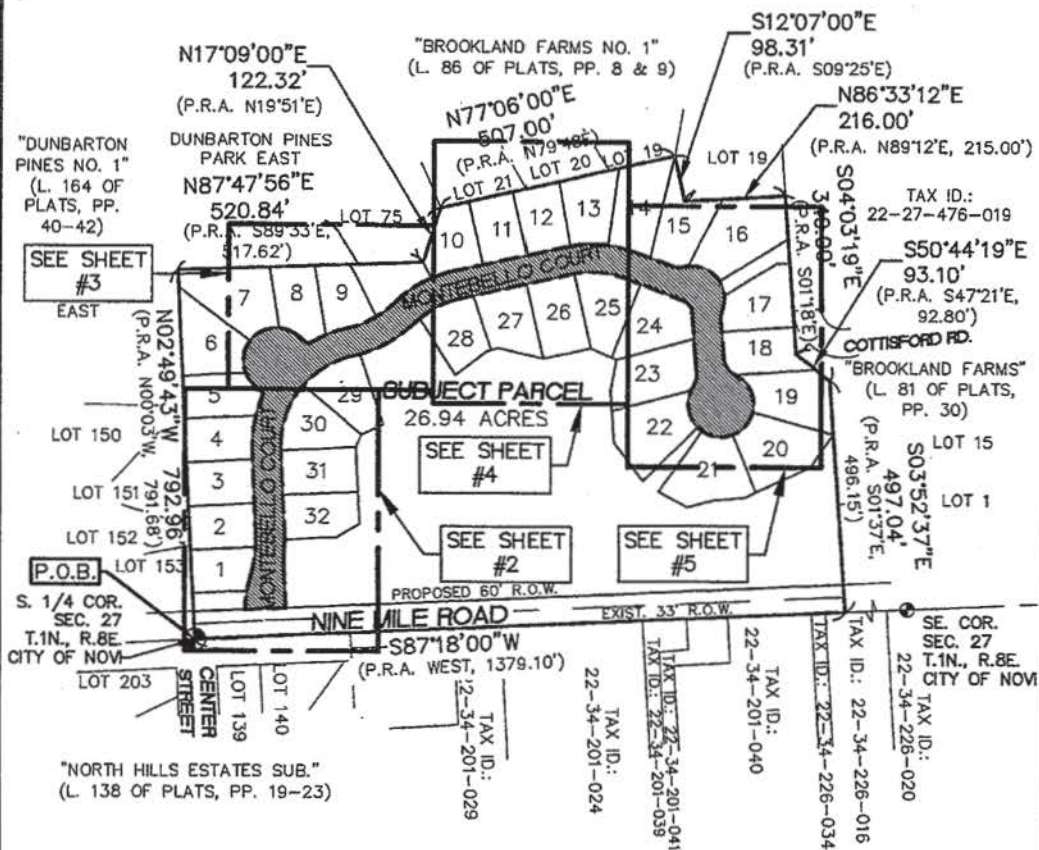 N17°09'00"E
122.32'
(P.R.A. N19°51'E)
"BROOKLAND FARMS NO. 1"
(L. 86 OF PLATS, PP. 8 & 9)
S12°07'00"E
98.31'
(P.R.A. S09°25'E)
N86°33'12"E
216.00'
(P.R.A. N89°12'E, 215.00')
N77°06'00"E
507.00'
(P.R.A. N79°48'E)
"DUNBARTON
PINES NO. 1"
(L. 164 OF
PLATS, PP.
40-42)
DUNBARTON PINES
PARK EAST
N87°47'56"E
520.84'
(P.R.A. S89°33'E,
517.62')
LOT 75
LOT 21
LOT 20
LOT 19
LOT 19
S04°03'19"E
(P.R.A. S01°18'E)
TAX ID.:
22-27-476-019
S50°44'19"E
93.10'
(P.R.A. S47°21'E,
92.80')
COTTISFORD RD.
"BROOKLAND FARMS"
(L. 81 OF PLATS,
PP. 30)
LOT 15
LOT 1
S03°52'37"E
497.04'
(P.R.A. S01°37'E,
496.15')
SEE SHEET
#3
EAST
N02°49'43"W 792.96'
(P.R.A. N00°03'W, 791.68')
LOT 150
LOT 151
LOT 152
LOT 153
1
2
3
4
5
6
7
8
9
10
11
12
13
14
15
16
17
18
19
20
21
22
23
24
25
26
27
28
29
30
31
32
MONTEBELLO COURT
MONTEBELLO COURT
SUBJECT PARCEL
26.94 ACRES
SEE SHEET
#4
SEE SHEET
#2
SEE SHEET
#5
P.O.B.
S. 1/4 COR.
SEC. 27
T.1N., R.8E.
CITY OF NOVI
PROPOSED 60' R.O.W.
NINE MILE ROAD
EXIST. 33' R.O.W.
S87°18'00"W
(P.R.A. WEST, 1379.10')
SE. COR.
SEC. 27
T.1N., R.8E.
CITY OF NOVI
LOT 203
CENTER
STREET
LOT 139
LOT 140
"NORTH HILLS ESTATES SUB."
(L. 138 OF PLATS, PP. 19-23)
TAX ID.:
22-34-201-029
TAX ID.:
22-34-201-024
TAX ID.: 22-34-201-039
TAX ID.: 22-34-201-041
TAX ID.:
22-34-201-040
TAX ID.: 22-34-226-034
TAX ID.: 22-34-226-016
TAX ID.:
22-34-226-020